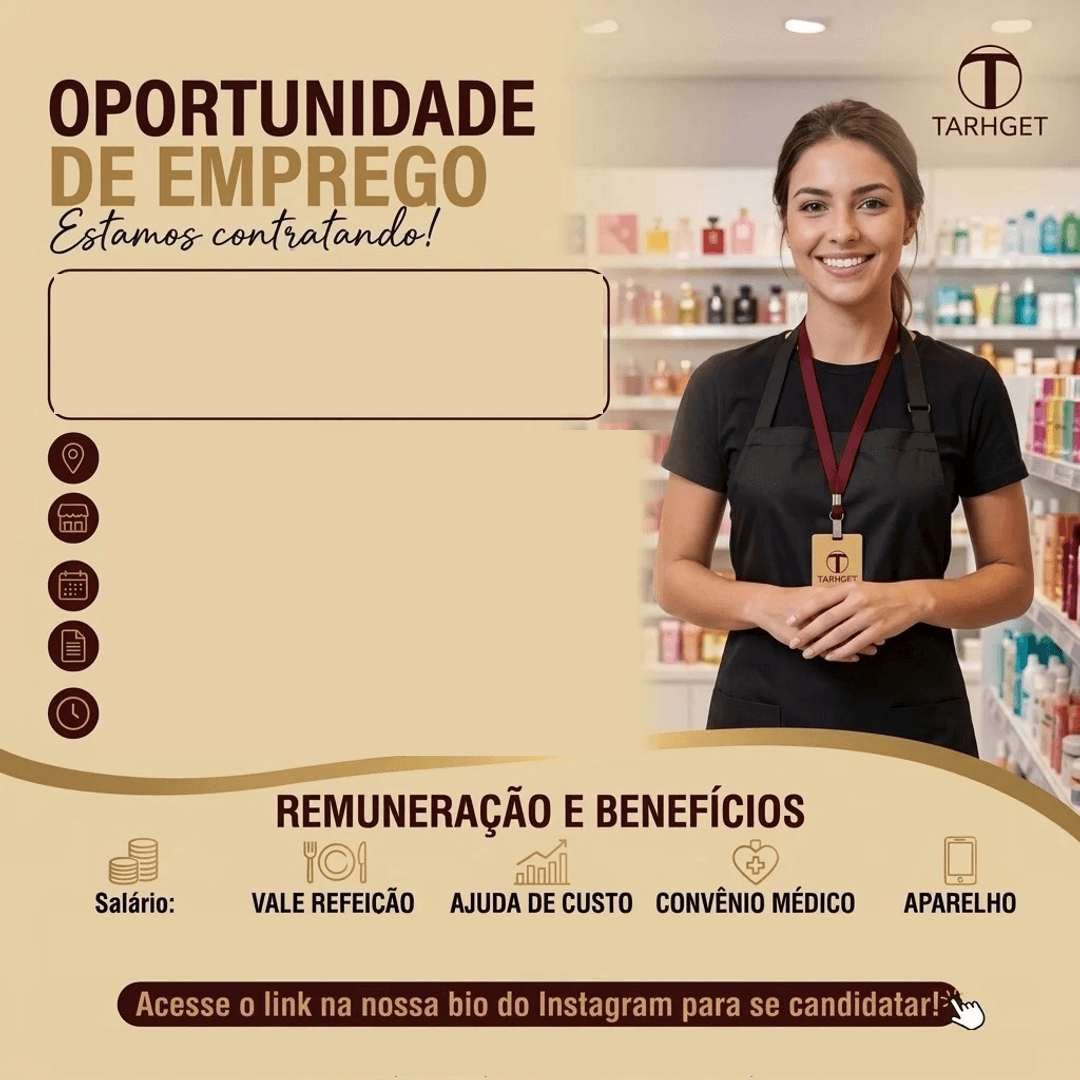 OPORTUNIDADE
DE EMPREGO
Estamos contratando!
TARHGET
TARHGET
REMUNERAÇÃO E BENEFÍCIOS
Salário:
VALE REFEIÇÃO
AJUDA DE CUSTO
CONVÊNIO MÉDICO
APARELHO
Acesse o link na nossa bio do Instagram para se candidatar!